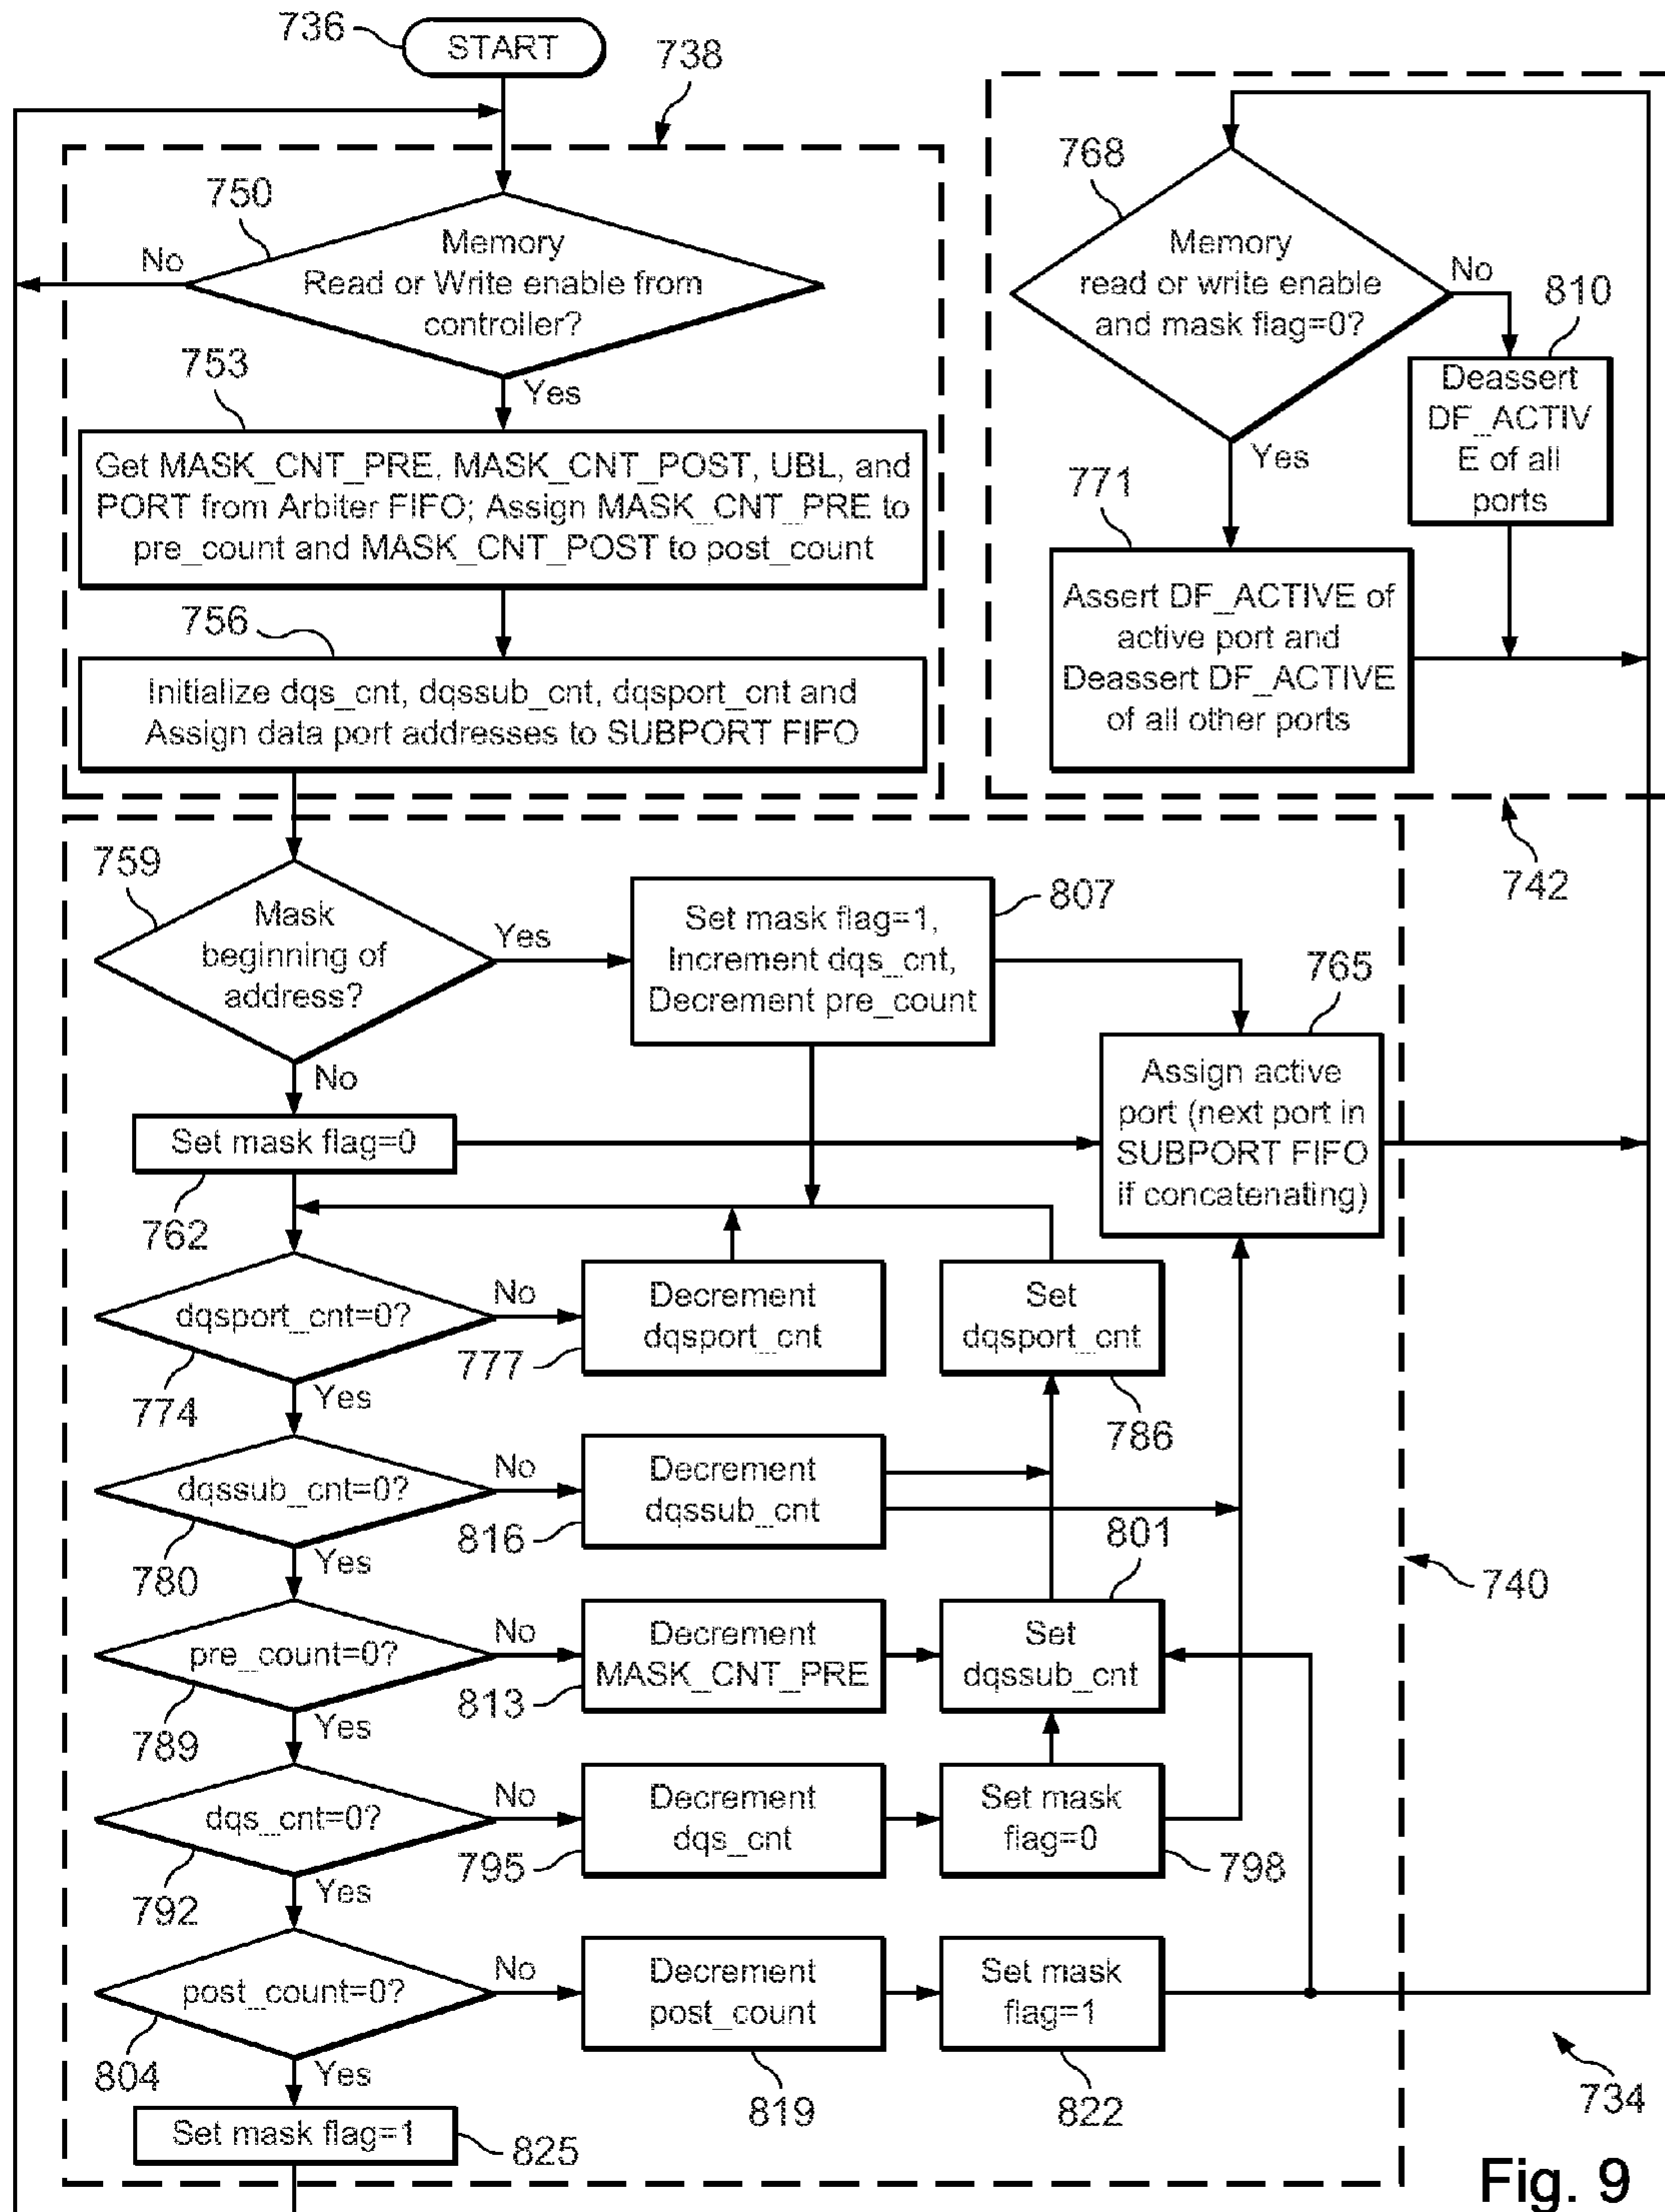 736
START
738
750
Memory
Read or Write enable from
controller?
No
Yes
753
Get MASK_CNT_PRE, MASK_CNT_POST, UBL, and
PORT from Arbiter FIFO; Assign MASK_CNT_PRE to
pre_count and MASK_CNT_POST to post_count
756
Initialize dqs_cnt, dqssub_cnt, dqsport_cnt and
Assign data port addresses to SUBPORT FIFO
768
Memory
read or write enable
and mask flag=0?
No
810
Deassert
DF_ACTIV
E of all
ports
Yes
771
Assert DF_ACTIVE of
active port and
Deassert DF_ACTIVE
of all other ports
742
759
Mask
beginning of
address?
Yes
807
Set mask flag=1,
Increment dqs_cnt,
Decrement pre_count
765
Assign active
port (next port in
SUBPORT FIFO
if concatenating)
No
Set mask flag=0
762
dqsport_cnt=0?
No
Decrement
dqsport_cnt
777
Set
dqsport_cnt
786
774
Yes
dqssub_cnt=0?
No
Decrement
dqssub_cnt
816
801
780
Yes
740
pre_count=0?
No
Decrement
MASK_CNT_PRE
813
Set
dqssub_cnt
789
Yes
dqs_cnt=0?
No
Decrement
dqs_cnt
795
Set mask
flag=0
798
792
Yes
post_count=0?
No
Decrement
post_count
819
Set mask
flag=1
822
804
Yes
Set mask flag=1
825
734
Fig. 9